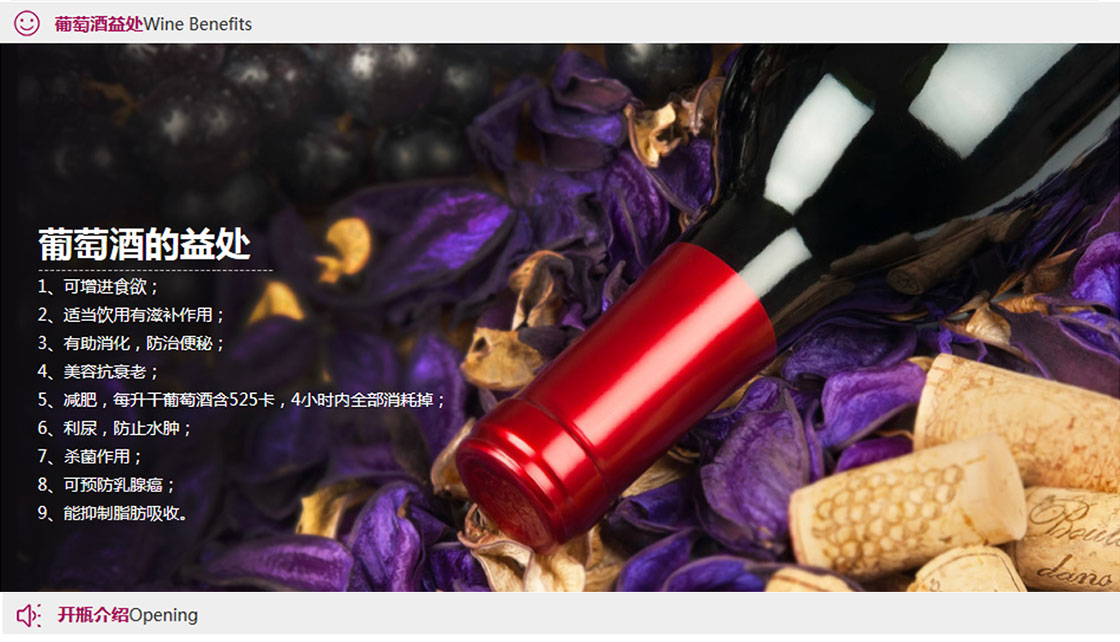 葡萄酒益处Wine Benefits
葡萄酒的益处
1、可增进食欲；
2、适当饮用有滋补作用；
3、有助消化，防治便秘；
4、美容抗衰老；
5、减肥，每升干葡萄酒含525卡，4小时内全部消耗掉；
6、利尿，防止水肿；
7、杀菌作用；
8、可预防乳腺癌；
9、能抑制脂肪吸收。
开瓶介绍Opening